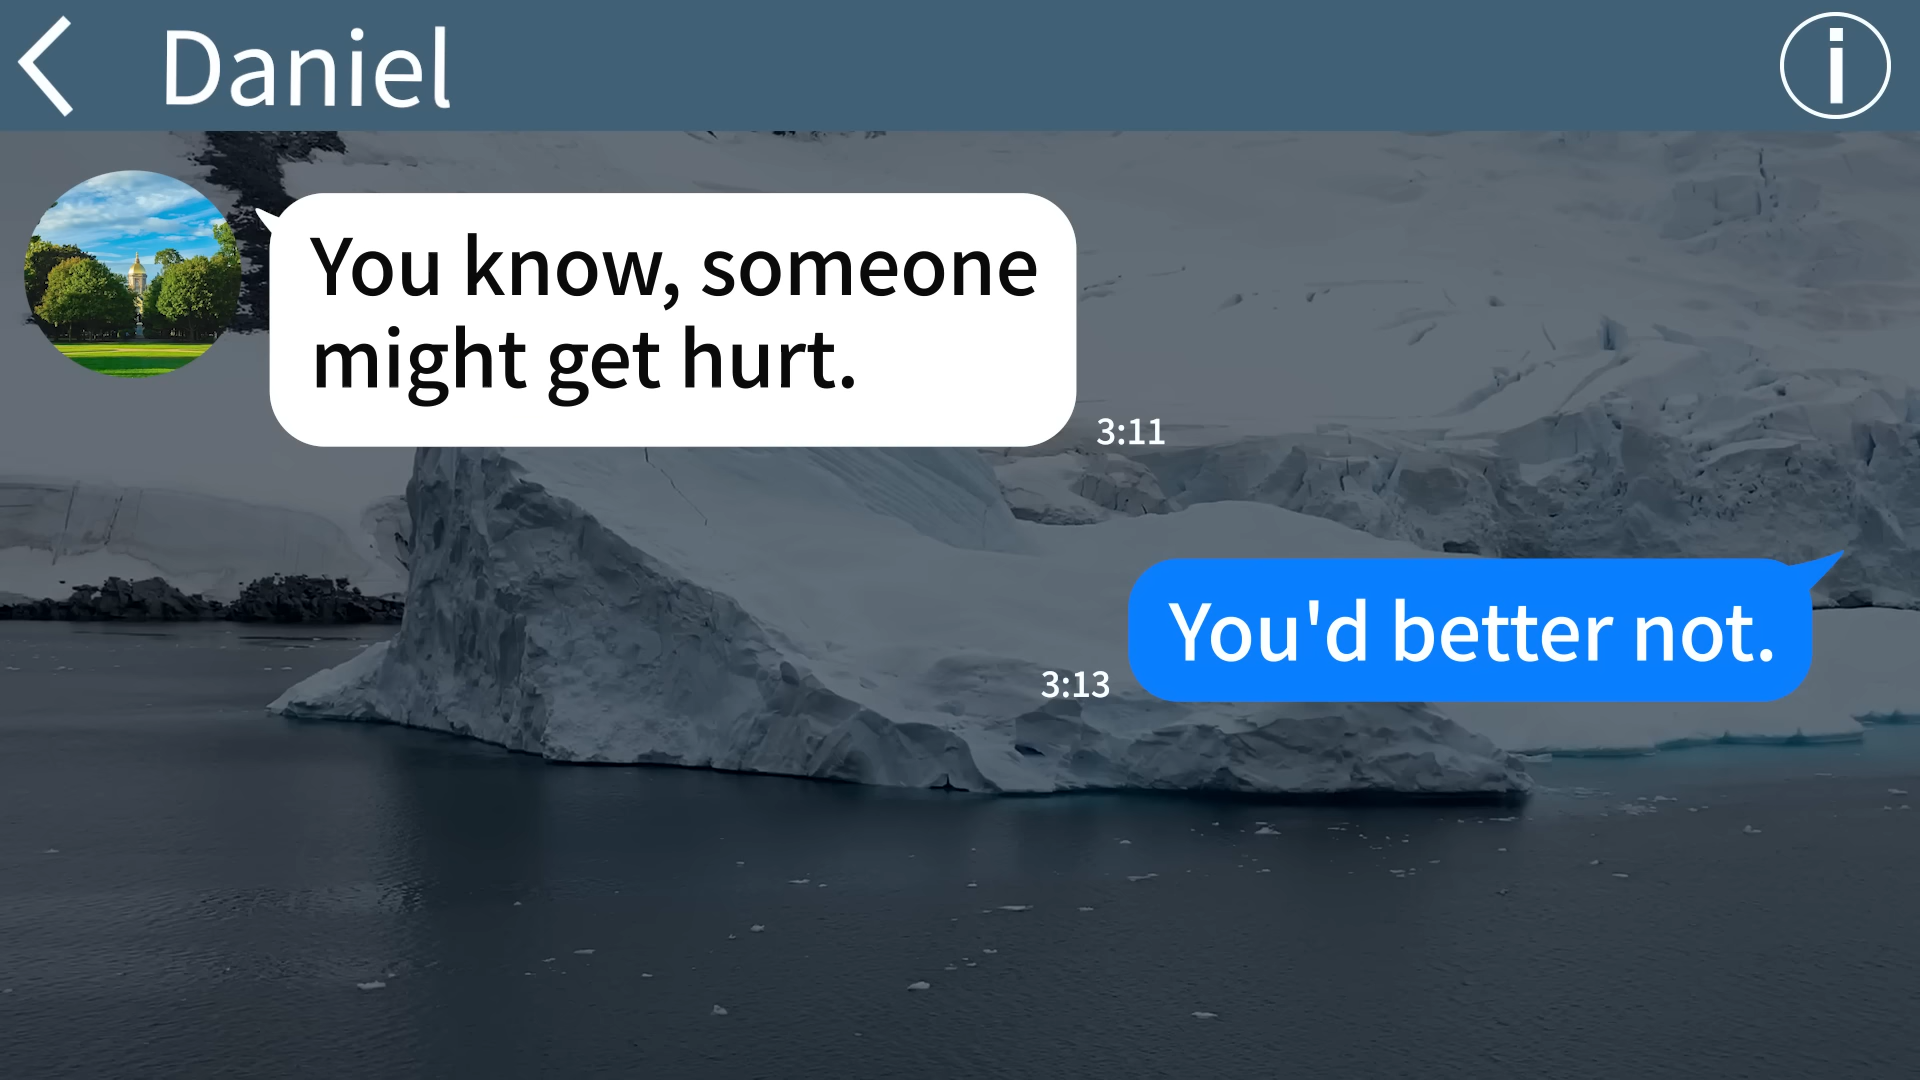 Daniel
You know, someone
might get hurt.
3:11
You'd better not.
3:13